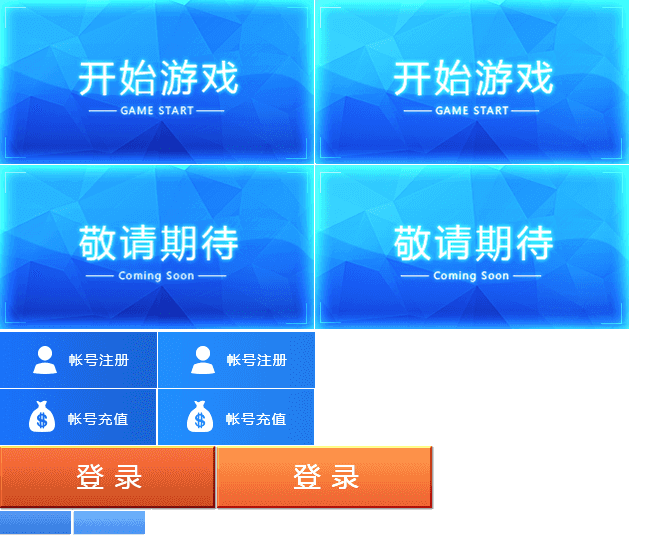 开始游戏
GAME START
开始游戏
GAME START
敬请期待
Coming Soon
敬请期待
Coming Soon
帐号注册
帐号注册
帐号充值
帐号充值
登录
登录